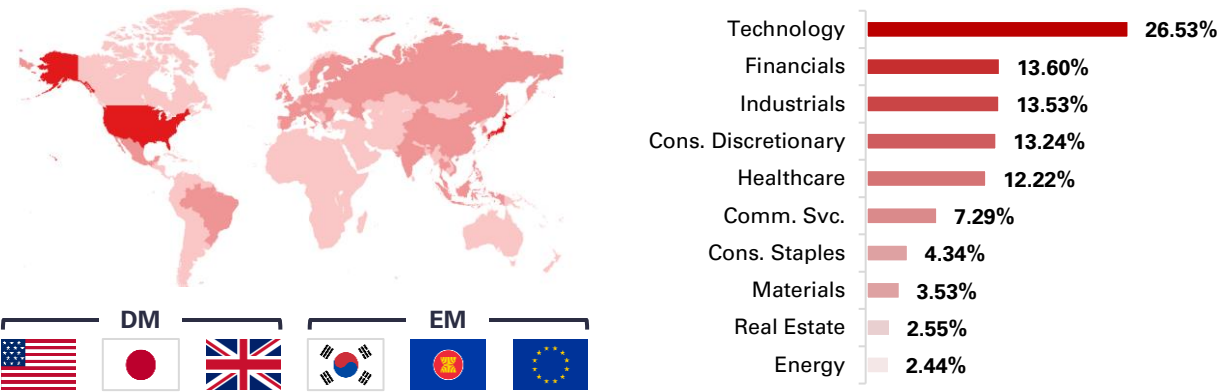 Technology 26.53%
Financials 13.60%
Industrials 13.53%
Cons. Discretionary 13.24%
Healthcare 12.22%
Comm. Svc. 7.29%
Cons. Staples 4.34%
Materials 3.53%
Real Estate 2.55%
Energy 2.44%
DM EM